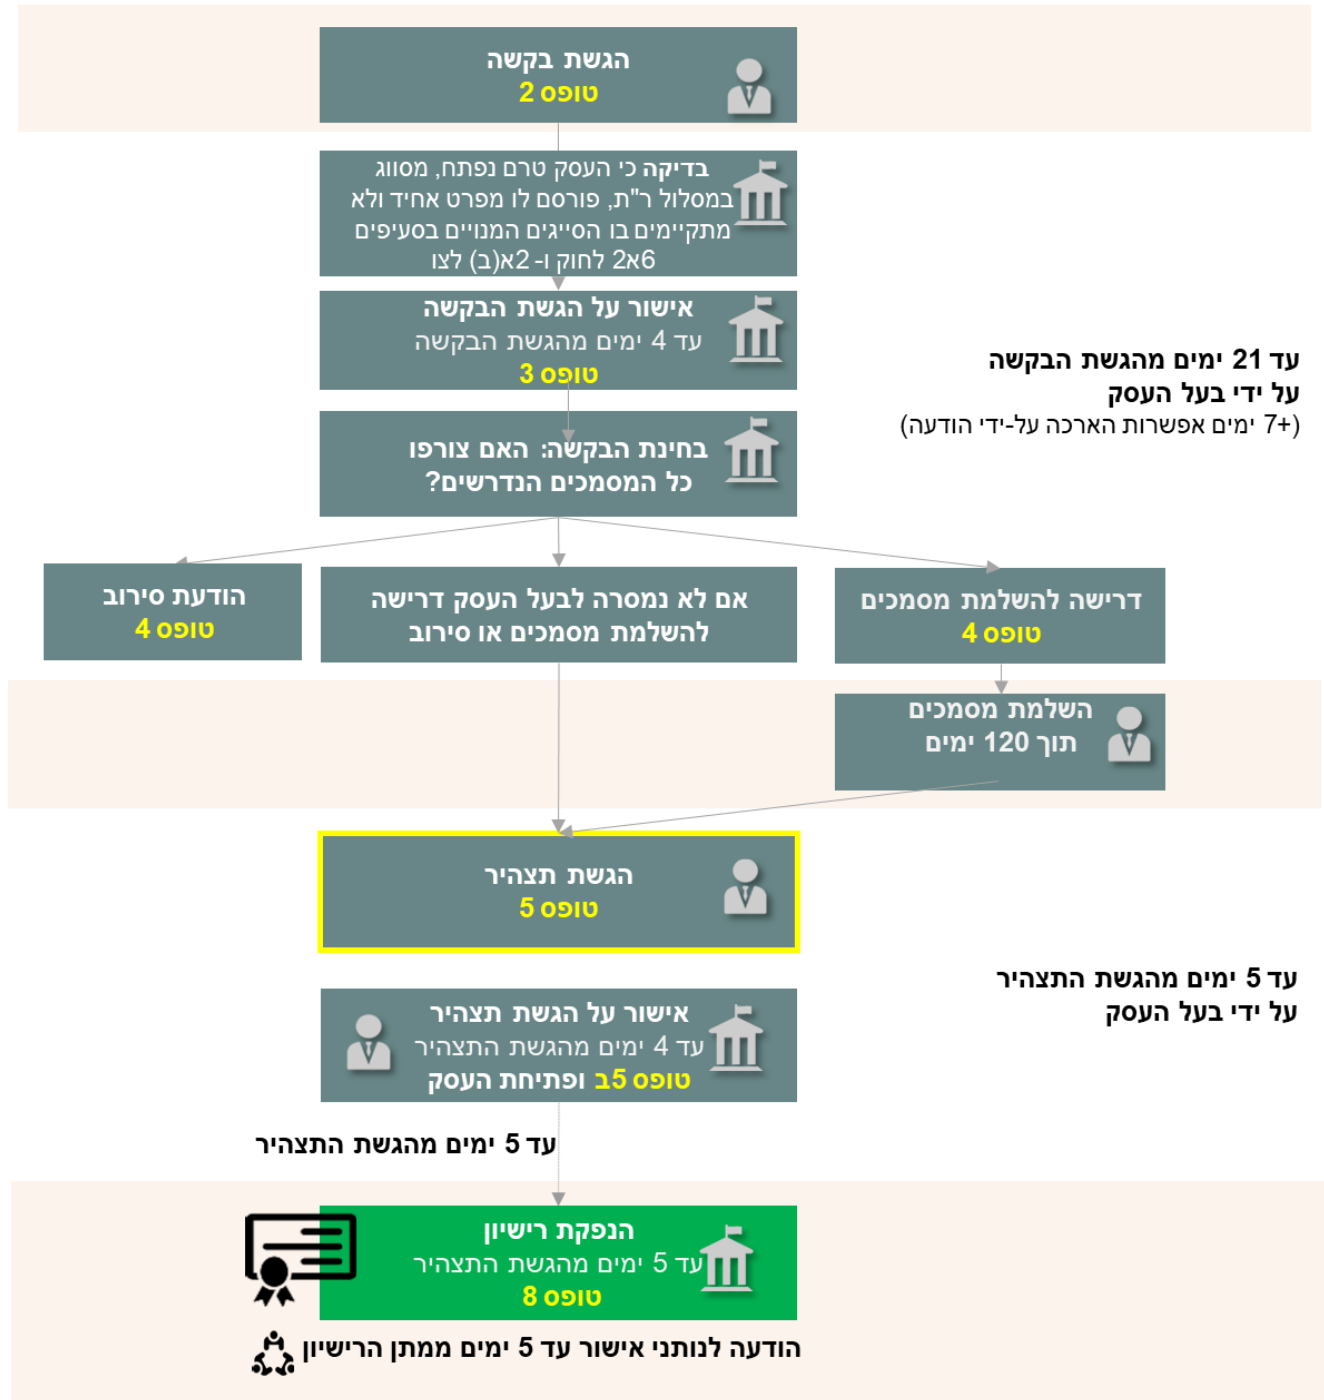 הגשת בקשה
טופס 2
בדיקה כי העסק טרם נפתח, מסווג
במסלול ר"ת, פורסם לו מפרט אחיד ולא
מתקיימים בו הסייגים המנויים בסעיפים
6א2 לחוק ו- 2א(ב) לצו
אישור על הגשת הבקשה
עד 4 ימים מהגשת הבקשה
טופס 3
עד 21 ימים מהגשת הבקשה
על ידי בעל העסק
(+7 ימים אפשרות הארכה על-ידי הודעה)
בחינת הבקשה: האם צורפו
כל המסמכים הנדרשים?
דרישה להשלמת מסמכים
טופס 4
אם לא נמסרה לבעל העסק דרישה
להשלמת מסמכים או סירוב
הודעת סירוב
טופס 4
השלמת מסמכים
תוך 120 ימים
הגשת תצהיר
טופס 5
עד 5 ימים מהגשת התצהיר
על ידי בעל העסק
אישור על הגשת תצהיר
עד 4 ימים מהגשת התצהיר
טופס 5ב ופתיחת העסק
עד 5 ימים מהגשת התצהיר
הנפקת רישיון
עד 5 ימים מהגשת התצהיר
טופס 8
הודעה לנותני אישור עד 5 ימים ממתן הרישיון